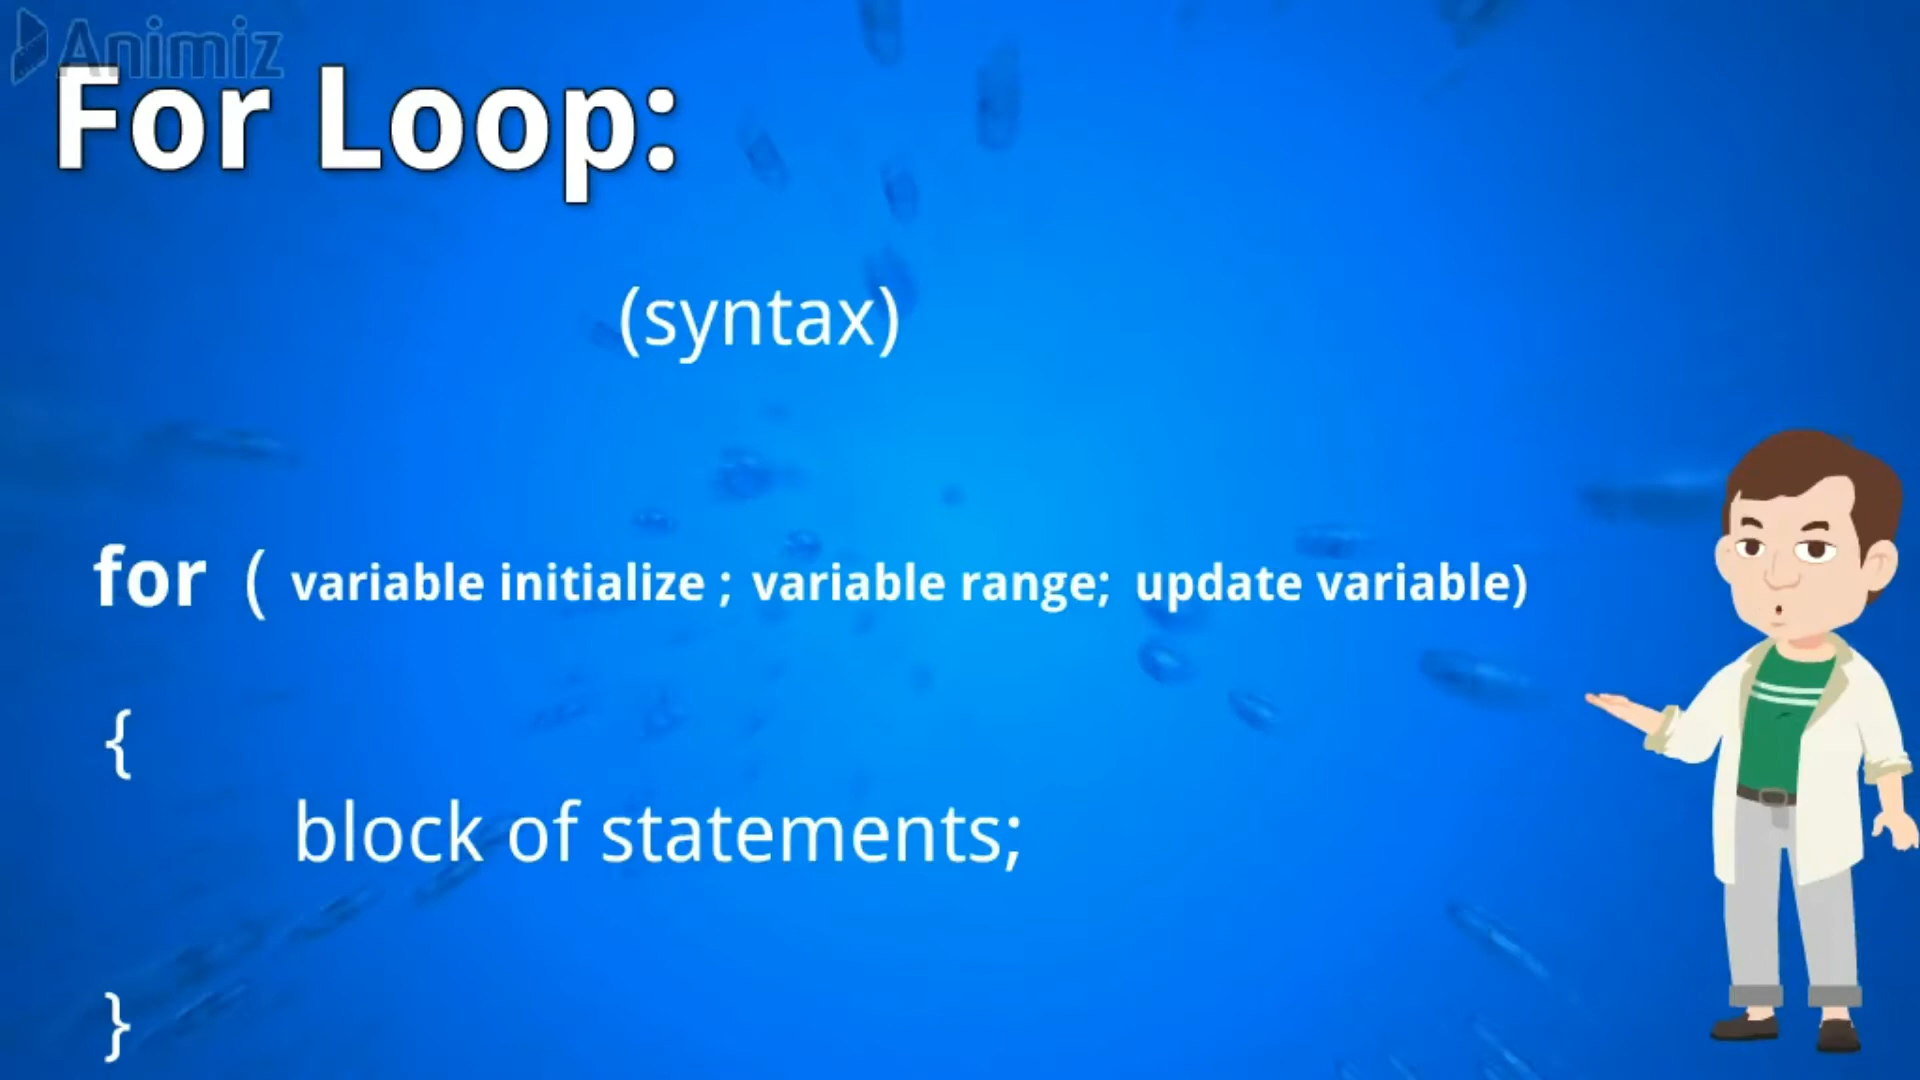 Animiz
For Loop:
(syntax)
for ( variable initialize ; variable range; update variable)
{
block of statements;
}